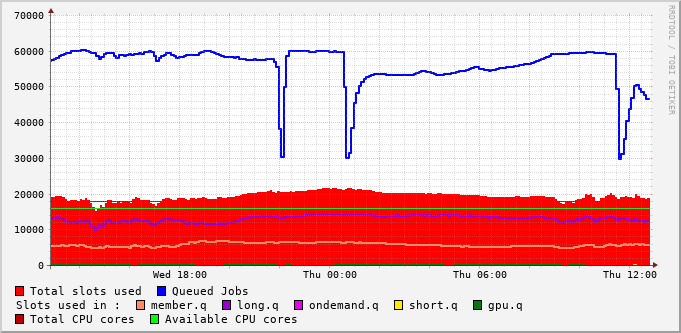 RRDTOOL / TOBI OETIKER
70000
60000
50000
40000
30000
20000
10000
0
Wed 18:00 Thu 00:00 Thu 06:00 Thu 12:00
Total slots used Queued Jobs
Slots used in : member.q long.q ondemand.q short.q gpu.q
Total CPU cores Available CPU cores